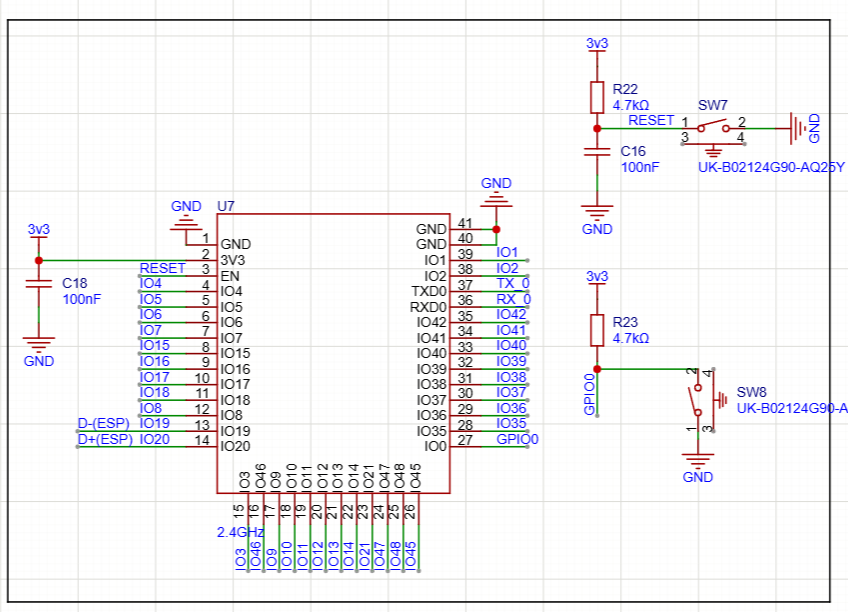 3v3
R22
4.7kΩ
RESET
1
2
3
4
SW7
GND
UK-B02124G90-AQ25Y
C16
100nF
GND
GND
U7
GND
3v3
C18
100nF
GND
1 GND
2 3V3
RESET 3 EN
IO4 4 IO4
IO5 5 IO5
IO6 6 IO6
IO7 7 IO7
IO15 8 IO15
IO16 9 IO16
IO17 10 IO17
IO18 11 IO18
IO8 12 IO8
D-(ESP) IO19 13 IO19
D+(ESP) IO20 14 IO20
GND 41
GND 40
IO1 39 IO1
IO2 38 IO2
TXD0 37 TX_0
RXD0 36 RX_0
IO42 35 IO42
IO41 34 IO41
IO40 33 IO40
IO39 32 IO39
IO38 31 IO38
IO37 30 IO37
IO36 29 IO36
IO35 28 IO35
IO0 27 GPIO0
IO3 IO46 IO9 IO10 IO11 IO12 IO13 IO14 IO21 IO47 IO48 IO45
15 16 17 18 19 20 21 22 23 24 25 26
2.4GHz
IO3 IO46 IO9 IO10 IO11 IO12 IO13 IO14 IO21 IO47 IO48 IO45
3v3
R23
4.7kΩ
GPIO0
2
4
1
3
SW8
UK-B02124G90-A
GND